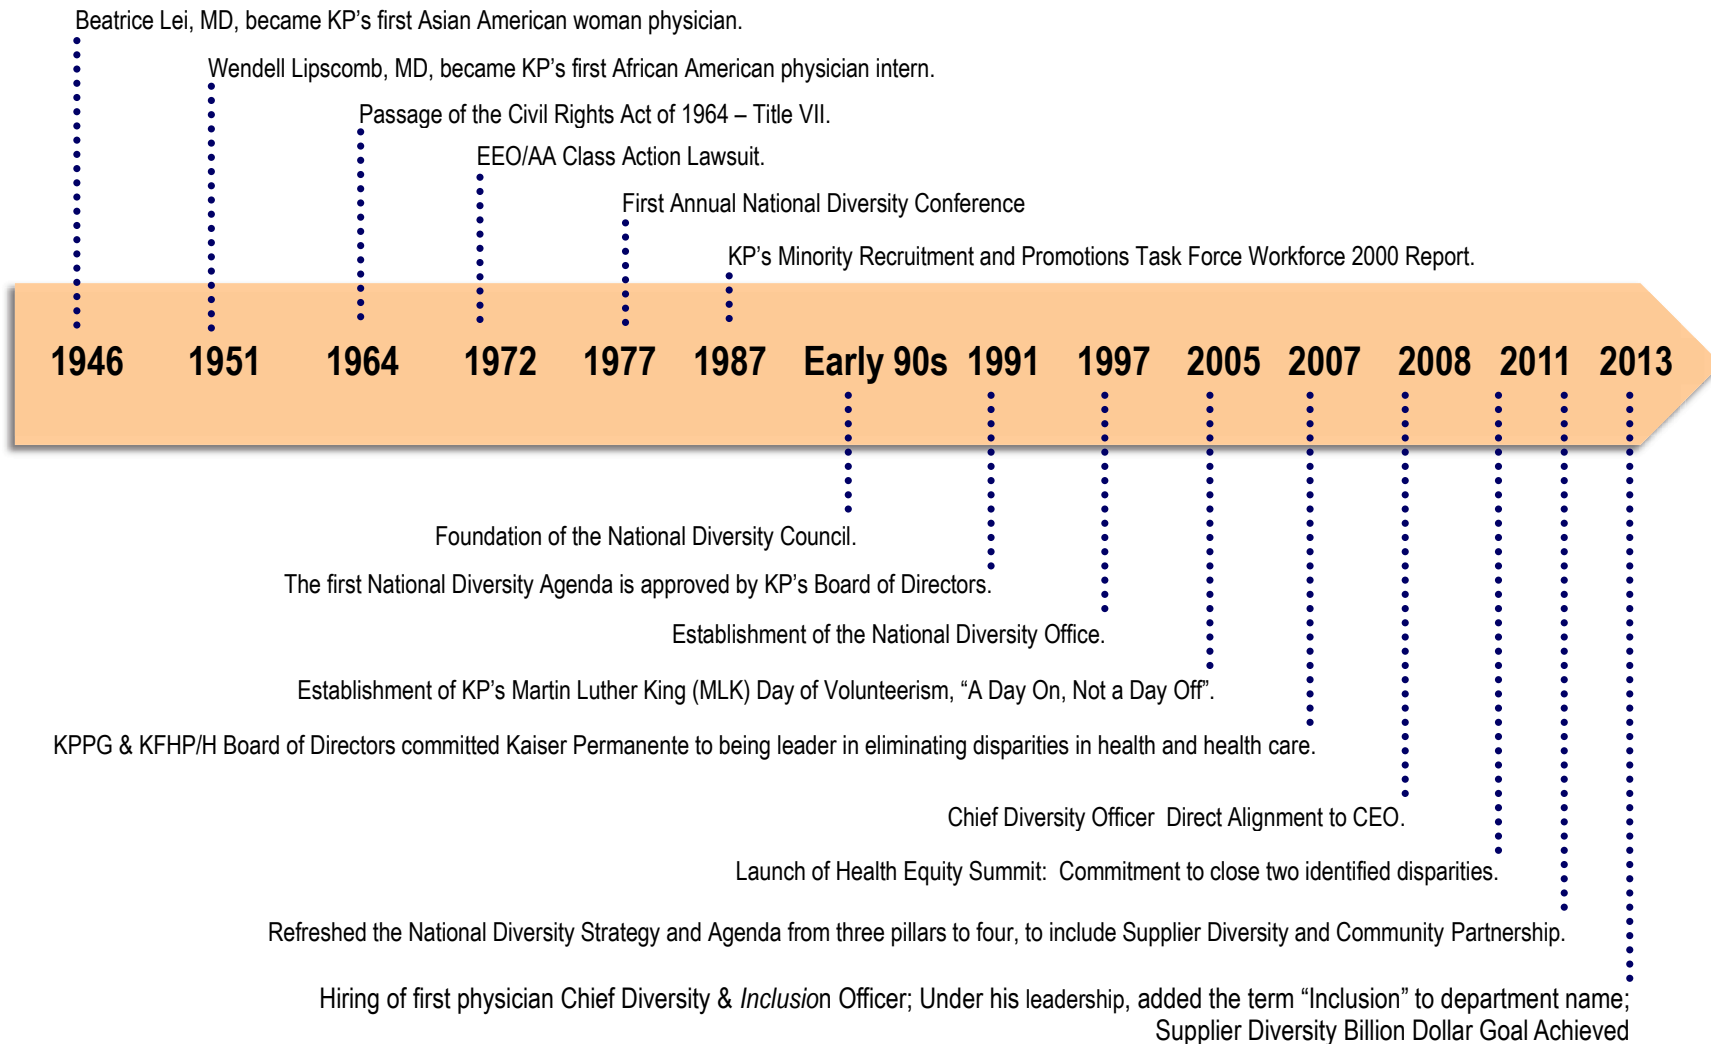 Beatrice Lei, MD, became KP’s first Asian American woman physician.
Wendell Lipscomb, MD, became KP’s first African American physician intern.
Passage of the Civil Rights Act of 1964 – Title VII.
EEO/AA Class Action Lawsuit.
First Annual National Diversity Conference
KP’s Minority Recruitment and Promotions Task Force Workforce 2000 Report.
1946 1951 1964 1972 1977 1987 Early 90s 1991 1997 2005 2007 2008 2011 2013
Foundation of the National Diversity Council.
The first National Diversity Agenda is approved by KP’s Board of Directors.
Establishment of the National Diversity Office.
Establishment of KP’s Martin Luther King (MLK) Day of Volunteerism, “A Day On, Not a Day Off”.
KPPG & KFHP/H Board of Directors committed Kaiser Permanente to being leader in eliminating disparities in health and health care.
Chief Diversity Officer  Direct Alignment to CEO.
Launch of Health Equity Summit:  Commitment to close two identified disparities.
Refreshed the National Diversity Strategy and Agenda from three pillars to four, to include Supplier Diversity and Community Partnership.
Hiring of first physician Chief Diversity & Inclusion Officer; Under his leadership, added the term “Inclusion” to department name;
Supplier Diversity Billion Dollar Goal Achieved